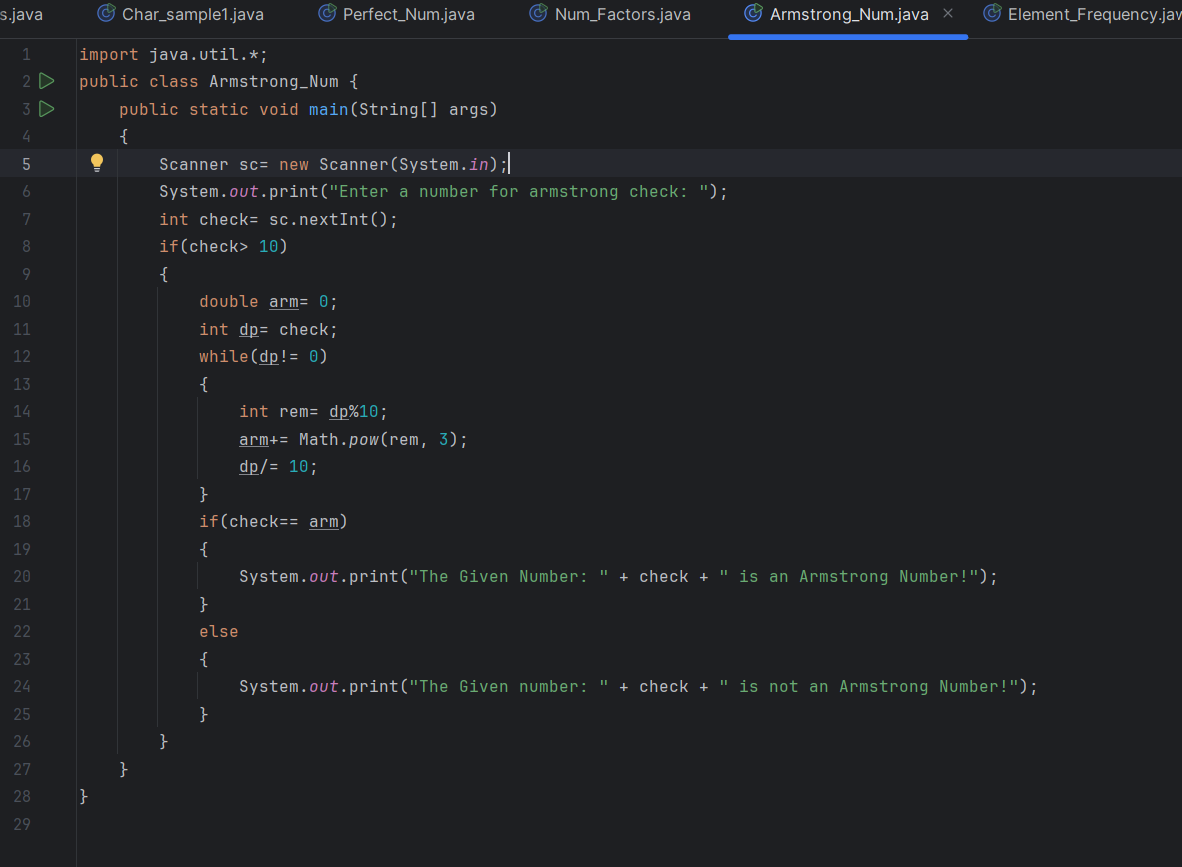 s.java Char_sample1.java Perfect_Num.java Num_Factors.java Armstrong_Num.java × Element_Frequency.jav
1 import java.util.*;
2 public class Armstrong_Num {
3     public static void main(String[] args)
4     {
5         Scanner sc= new Scanner(System.in);
6         System.out.print("Enter a number for armstrong check: ");
7         int check= sc.nextInt();
8         if(check> 10)
9         {
10             double arm= 0;
11             int dp= check;
12             while(dp!= 0)
13             {
14                 int rem= dp%10;
15                 arm+= Math.pow(rem, 3);
16                 dp/= 10;
17             }
18             if(check== arm)
19             {
20                 System.out.print("The Given Number: " + check + " is an Armstrong Number!");
21             }
22             else
23             {
24                 System.out.print("The Given number: " + check + " is not an Armstrong Number!");
25             }
26         }
27     }
28 }
29